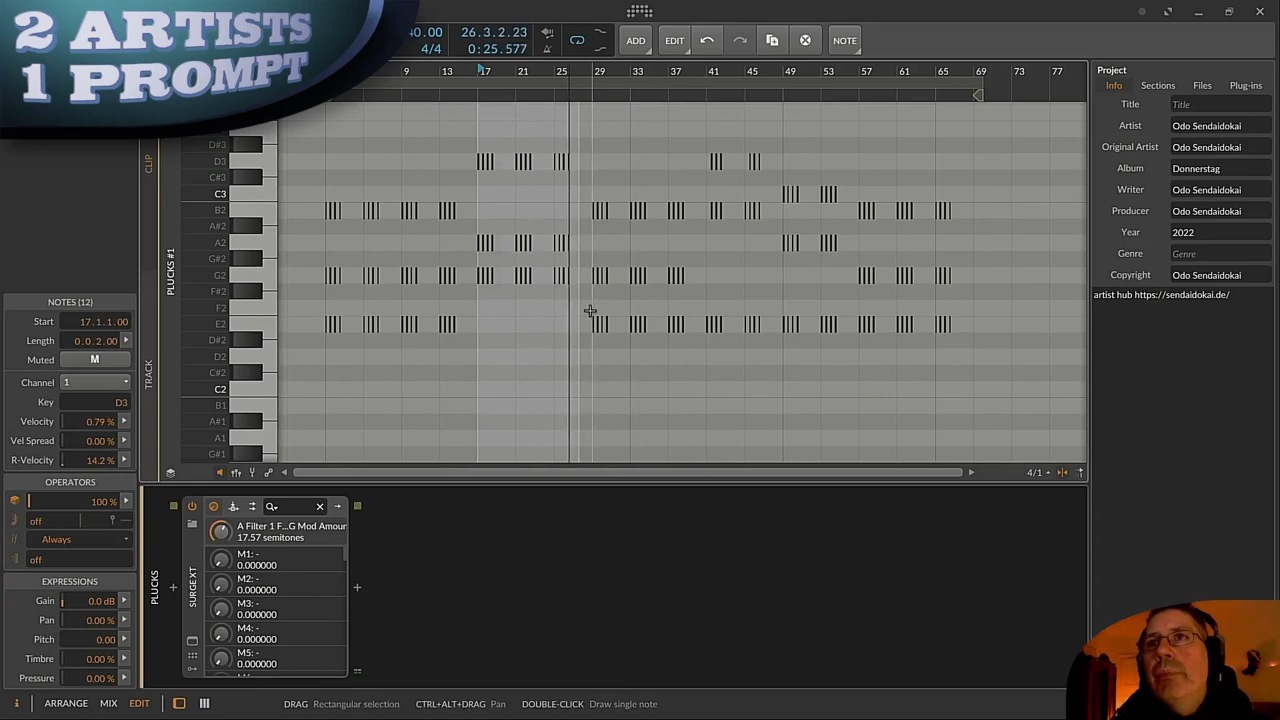 2 ARTISTS
1 PROMPT
40.00
4/4
26.3.2.23
0:25.577
ADD
EDIT
NOTE
9 13 17 21 25 29 33 37 41 45 49 53 57 61 65 69 73 77
CLIP
TRACK
PLUCKS #1
D#3
D3
C#3
C3
B2
A#2
A2
G#2
G2
F#2
F2
E2
D#2
D2
C#2
C2
B1
A#1
A1
G#1
4/1
NOTES (12)
Start 17.1.1.00
Length 0.0.2.00
Muted M
Channel 1
Key D3
Velocity 0.79 %
Vel Spread 0.00 %
R-Velocity 14.2 %
OPERATORS
100 %
off
Always
off
EXPRESSIONS
Gain 0.0 dB
Pan 0.00 %
Pitch 0.00
Timbre 0.00 %
Pressure 0.00 %
PLUCKS
SURGE XT
A Filter 1 F...G Mod Amoun
17.57 semitones
M1: -
0.000000
M2: -
0.000000
M3: -
0.000000
M4: -
0.000000
M5: -
0.000000
Project
Info Sections Files Plug-ins
Title Title
Artist Odo Sendaidokai
Original Artist Odo Sendaidokai
Album Donnerstag
Writer Odo Sendaidokai
Producer Odo Sendaidokai
Year 2022
Genre Genre
Copyright Odo Sendaidokai
artist hub https://sendaidokai.de/
ARRANGE MIX EDIT
DRAG Rectangular selection CTRL+ALT+DRAG Pan DOUBLE-CLICK Draw single note